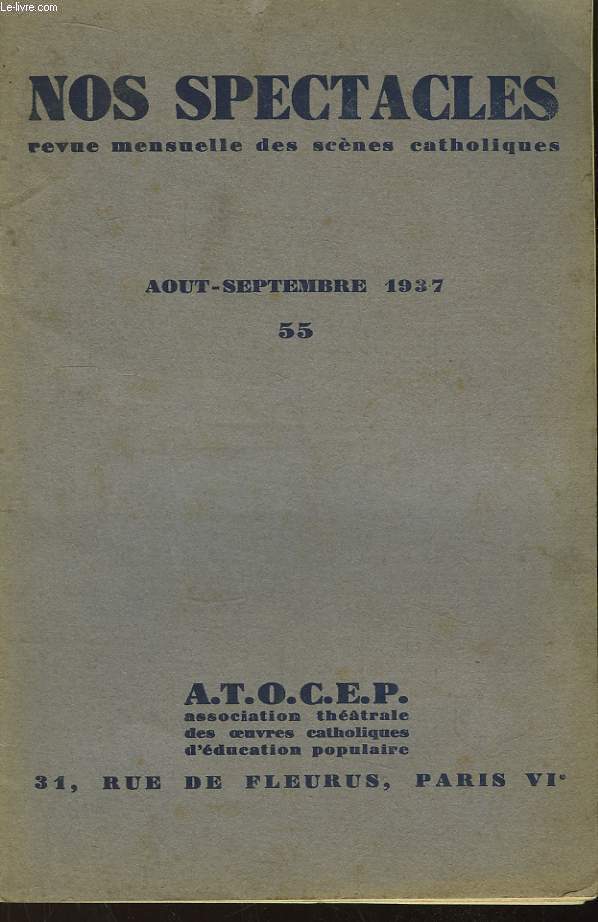 Le-livre.com
NOS SPECTACLES
revue mensuelle des scènes catholiques
AOUT-SEPTEMBRE 1937
55
A.T.O.C.E.P.
association théâtrale
des œuvres catholiques
d'éducation populaire
31, RUE DE FLEURUS, PARIS VIe